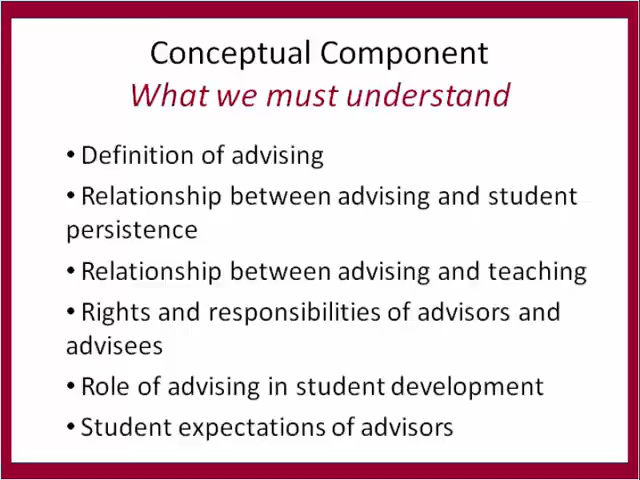 Conceptual Component
What we must understand
• Definition of advising
• Relationship between advising and student
persistence
• Relationship between advising and teaching
• Rights and responsibilities of advisors and
advisees
• Role of advising in student development
• Student expectations of advisors